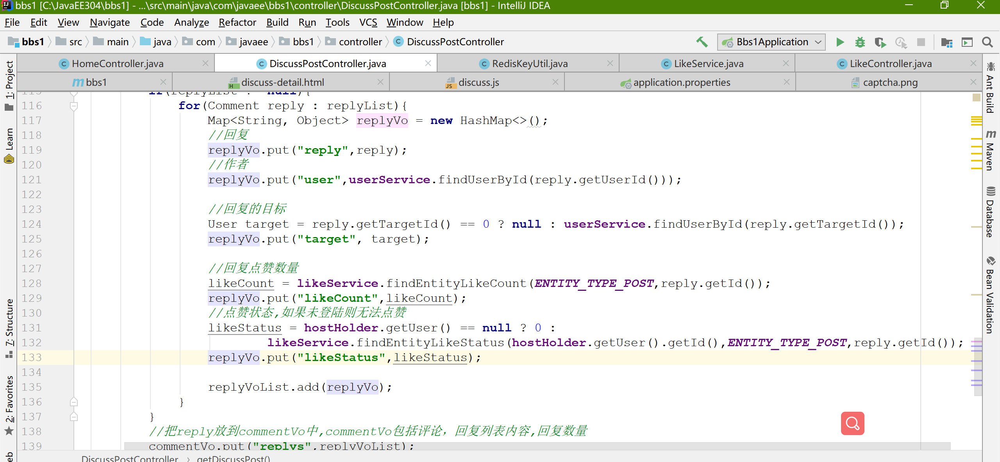 bbs1 [C:\JavaEE304\bbs1] - ...\src\main\java\com\javaee\bbs1\controller\DiscussPostController.java [bbs1] - IntelliJ IDEA
File Edit View Navigate Code Analyze Refactor Build Run Tools VCS Window Help
bbs1 src main java com javaee bbs1 controller DiscussPostController Bbs1Application
HomeController.java DiscussPostController.java RedisKeyUtil.java LikeService.java LikeController.java
bbs1 discuss-detail.html discuss.js application.properties captcha.png
1: Project
Learn
7: Structure
2: Favorites
Ant Build
Maven
Database
Bean Validation
116 for(Comment reply : replyList){
117 Map<String, Object> replyVo = new HashMap<>();
118 //回复
119 replyVo.put("reply",reply);
120 //作者
121 replyVo.put("user",userService.findUserById(reply.getUserId()));
122
123 //回复的目标
124 User target = reply.getTargetId() == 0 ? null : userService.findUserById(reply.getTargetId());
125 replyVo.put("target", target);
126
127 //回复点赞数量
128 likeCount = likeService.findEntityLikeCount(ENTITY_TYPE_POST,reply.getId());
129 replyVo.put("likeCount",likeCount);
130 //点赞状态,如果未登陆则无法点赞
131 likeStatus = hostHolder.getUser() == null ? 0 :
132 likeService.findEntityLikeStatus(hostHolder.getUser().getId(),ENTITY_TYPE_POST,reply.getId());
133 replyVo.put("likeStatus",likeStatus);
134
135 replyVoList.add(replyVo);
136 }
137 }
138 //把reply放到commentVo中,commentVo包括评论，回复列表内容,回复数量
139 commentVo.put("replys",replyVoList);
DiscussPostController › getDiscussPost()